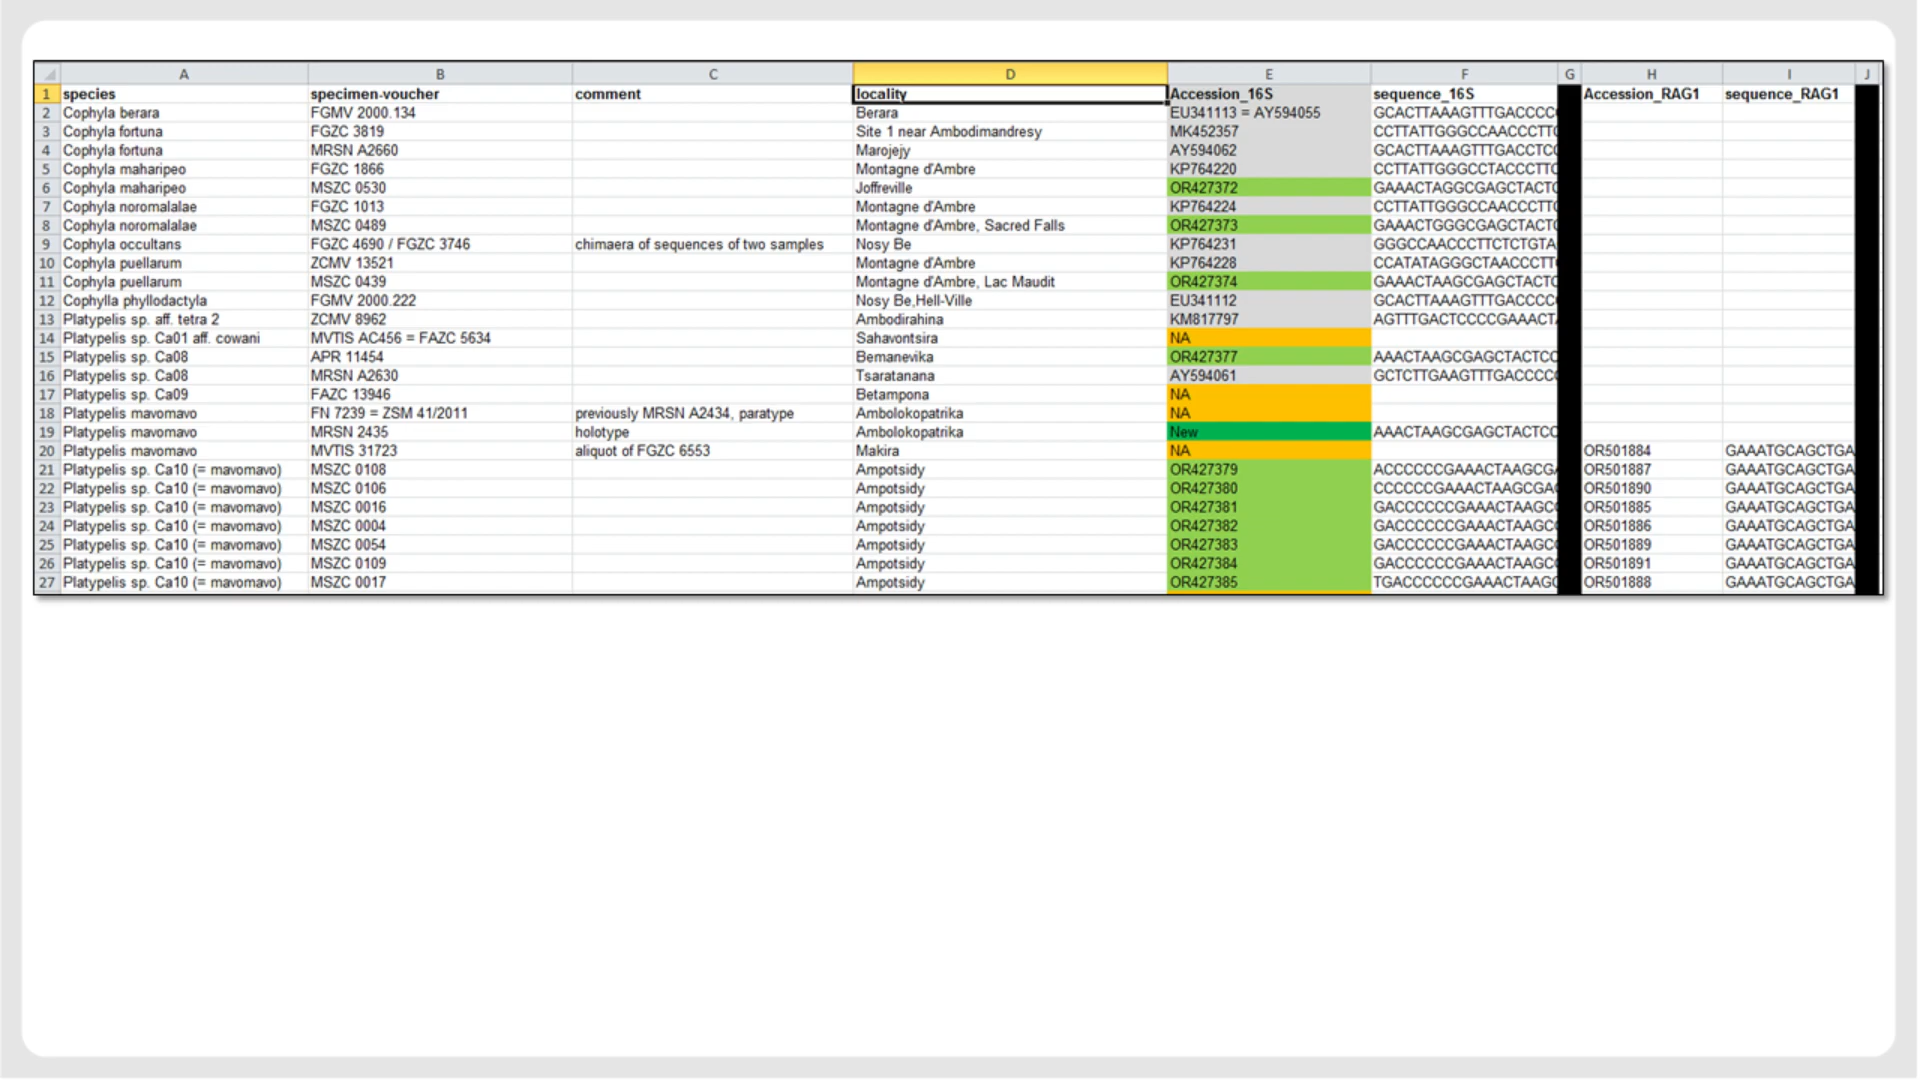 A B C D E F G H I J
1 species specimen-voucher comment locality Accession_16S sequence_16S Accession_RAG1 sequence_RAG1
2 Cophyla berara FGMV 2000.134 Berara EU341113 = AY594055 GCACTTAAAGTTTGACCCC
3 Cophyla fortuna FGZC 3819 Site 1 near Ambodimandresy MK452357 CCTTATTGGGCCAACCCTT
4 Cophyla fortuna MRSN A2660 Marojejy AY594062 GCACTTAAAGTTTGACCTC
5 Cophyla maharipeo FGZC 1866 Montagne d'Ambre KP764220 CCTTATTGGGCCTACCCTT
6 Cophyla maharipeo MSZC 0530 Joffreville OR427372 GAAACTAGGCGAGCTACT
7 Cophyla noromalalae FGZC 1013 Montagne d'Ambre KP764224 CCTTATTGGGCCAACCCTT
8 Cophyla noromalalae MSZC 0489 Montagne d'Ambre, Sacred Falls OR427373 GAAACTGGGCGAGCTACT
9 Cophyla occultans FGZC 4690 / FGZC 3746 chimaera of sequences of two samples Nosy Be KP764231 GGGCCAACCCTTCTCTGTA
10 Cophyla puellarum ZCMV 13521 Montagne d'Ambre KP764228 CCATATAGGGCTAACCCTT
11 Cophyla puellarum MSZC 0439 Montagne d'Ambre, Lac Maudit OR427374 GAAACTAAGCGAGCTACT
12 Cophylla phyllodactyla FGMV 2000.222 Nosy Be,Hell-Ville EU341112 GCACTTAAAGTTTGACCCC
13 Platypelis sp. aff. tetra 2 ZCMV 8962 Ambodirahina KM817797 AGTTTGACTCCCCGAAACT
14 Platypelis sp. Ca01 aff. cowani MVTIS AC456 = FAZC 5634 Sahavontsira NA
15 Platypelis sp. Ca08 APR 11454 Bemanevika OR427377 AAACTAAGCGAGCTACTCC
16 Platypelis sp. Ca08 MRSN A2630 Tsaratanana AY594061 GCTCTTGAAGTTTGACCCC
17 Platypelis sp. Ca09 FAZC 13946 Betampona NA
18 Platypelis mavomavo FN 7239 = ZSM 41/2011 previously MRSN A2434, paratype Ambolokopatrika NA
19 Platypelis mavomavo MRSN 2435 holotype Ambolokopatrika New AAACTAAGCGAGCTACTCC
20 Platypelis mavomavo MVTIS 31723 aliquot of FGZC 6553 Makira NA OR501884 GAAATGCAGCTGA
21 Platypelis sp. Ca10 (= mavomavo) MSZC 0108 Ampotsidy OR427379 ACCCCCCGAAACTAAGCGA OR501887 GAAATGCAGCTGA
22 Platypelis sp. Ca10 (= mavomavo) MSZC 0106 Ampotsidy OR427380 CCCCCCGAAACTAAGCGA OR501890 GAAATGCAGCTGA
23 Platypelis sp. Ca10 (= mavomavo) MSZC 0016 Ampotsidy OR427381 GACCCCCCGAAACTAAGC OR501885 GAAATGCAGCTGA
24 Platypelis sp. Ca10 (= mavomavo) MSZC 0004 Ampotsidy OR427382 GACCCCCCGAAACTAAGC OR501886 GAAATGCAGCTGA
25 Platypelis sp. Ca10 (= mavomavo) MSZC 0054 Ampotsidy OR427383 GACCCCCCGAAACTAAGC OR501889 GAAATGCAGCTGA
26 Platypelis sp. Ca10 (= mavomavo) MSZC 0109 Ampotsidy OR427384 GACCCCCCGAAACTAAGC OR501891 GAAATGCAGCTGA
27 Platypelis sp. Ca10 (= mavomavo) MSZC 0017 Ampotsidy OR427385 TGACCCCCCGAAACTAAG OR501888 GAAATGCAGCTGA